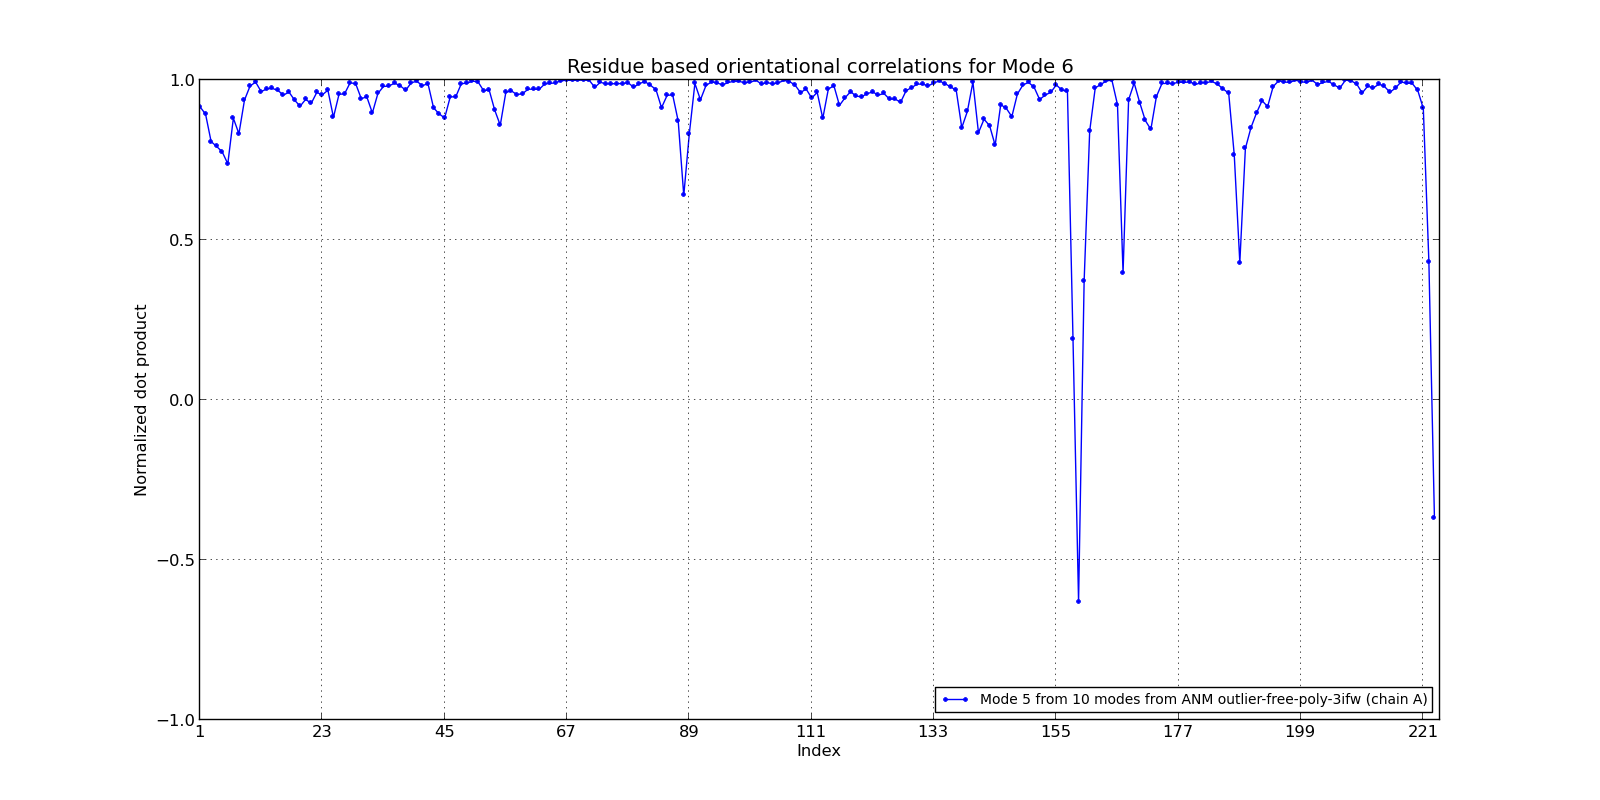 Residue based orientational correlations for Mode 6
1.0
0.5
0.0
−0.5
−1.0
Normalized dot product
Mode 5 from 10 modes from ANM outlier-free-poly-3ifw (chain A)
1 23 45 67 89 111 133 155 177 199 221
Index